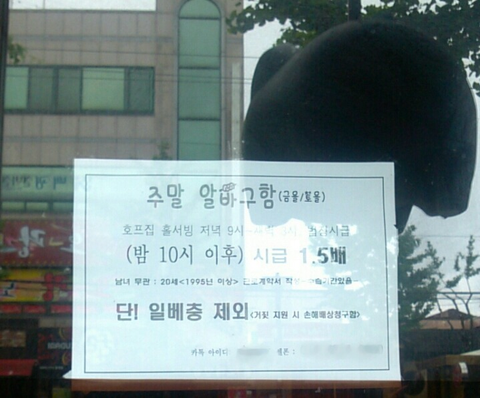 주말 알바구함(금욜/토욜)
호프집 홀서빙 저녁 9시~
(밤 10시 이후) 시급 1.5배
남녀 무관 : 20세<1995년 이상> 근로계약서 작성
단! 일베충 제외(거짓 지원 시 손해배상청구함)
카톡 아이디